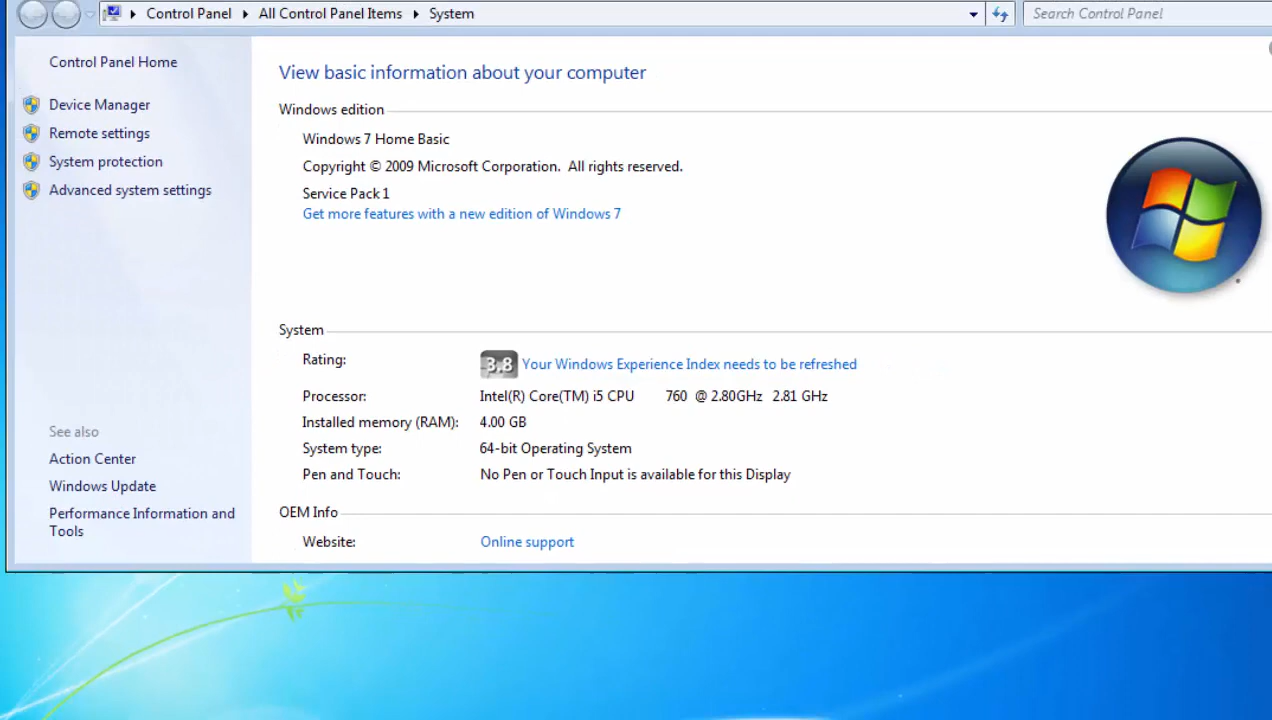 Control Panel All Control Panel Items System Search Control Panel
Control Panel Home
Device Manager
Remote settings
System protection
Advanced system settings
View basic information about your computer
Windows edition
Windows 7 Home Basic
Copyright © 2009 Microsoft Corporation. All rights reserved.
Service Pack 1
Get more features with a new edition of Windows 7
System
Rating: 3.8 Your Windows Experience Index needs to be refreshed
Processor: Intel(R) Core(TM) i5 CPU 760 @ 2.80GHz 2.81 GHz
Installed memory (RAM): 4.00 GB
System type: 64-bit Operating System
Pen and Touch: No Pen or Touch Input is available for this Display
OEM Info
Website: Online support
See also
Action Center
Windows Update
Performance Information and
Tools